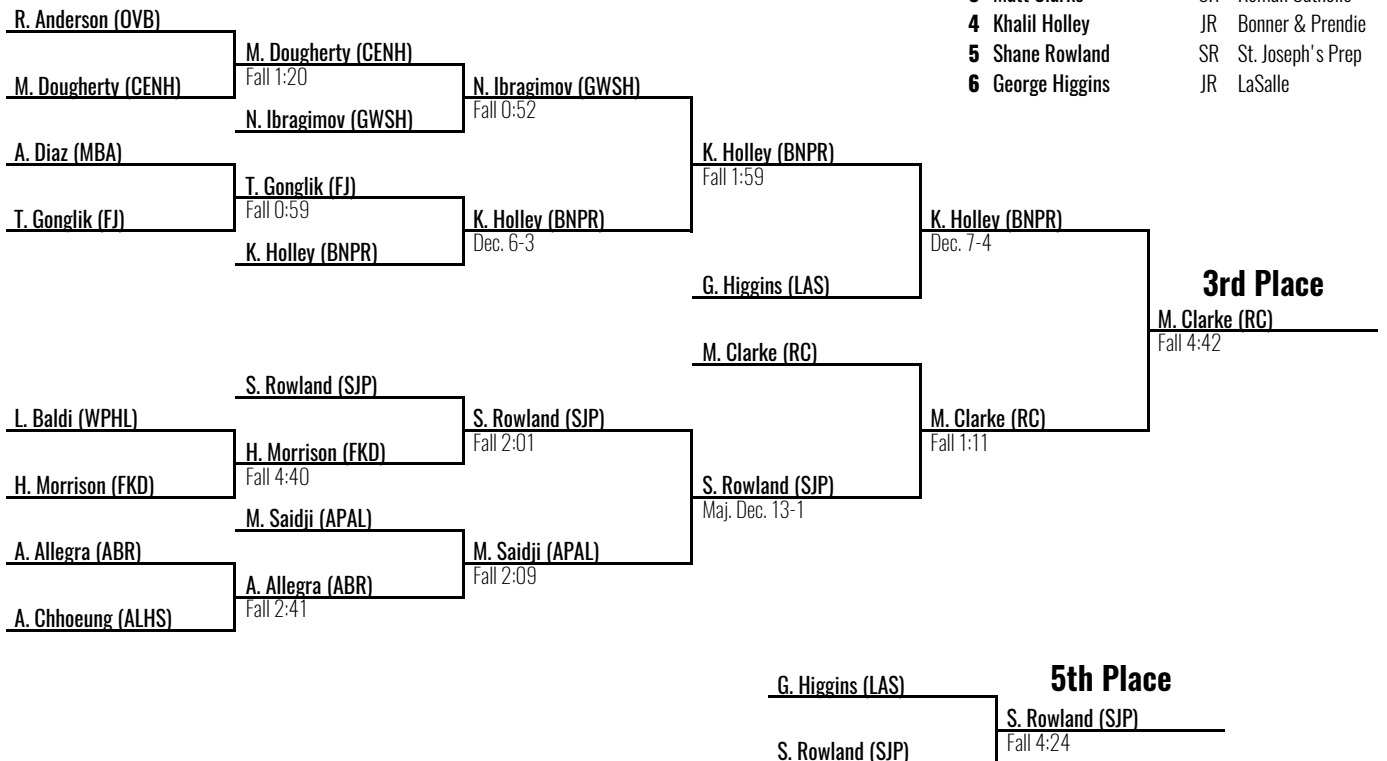 3 Matt Clarke SR Roman Catholic
4 Khalil Holley JR Bonner & Prendie
5 Shane Rowland SR St. Joseph's Prep
6 George Higgins JR LaSalle
R. Anderson (OVB)
M. Dougherty (CENH)
Fall 1:20
M. Dougherty (CENH)
N. Ibragimov (GWSH)
Fall 0:52
N. Ibragimov (GWSH)
A. Diaz (MBA)
K. Holley (BNPR)
Fall 1:59
T. Gonglik (FJ)
Fall 0:59
T. Gonglik (FJ)
K. Holley (BNPR)
Dec. 6-3
K. Holley (BNPR)
Dec. 7-4
K. Holley (BNPR)
G. Higgins (LAS)
3rd Place
M. Clarke (RC)
Fall 4:42
M. Clarke (RC)
S. Rowland (SJP)
L. Baldi (WPHL)
S. Rowland (SJP)
Fall 2:01
M. Clarke (RC)
Fall 1:11
H. Morrison (FKD)
Fall 4:40
H. Morrison (FKD)
S. Rowland (SJP)
Maj. Dec. 13-1
M. Saidji (APAL)
A. Allegra (ABR)
M. Saidji (APAL)
Fall 2:09
A. Allegra (ABR)
Fall 2:41
A. Chhoeung (ALHS)
5th Place
G. Higgins (LAS)
S. Rowland (SJP)
Fall 4:24
S. Rowland (SJP)